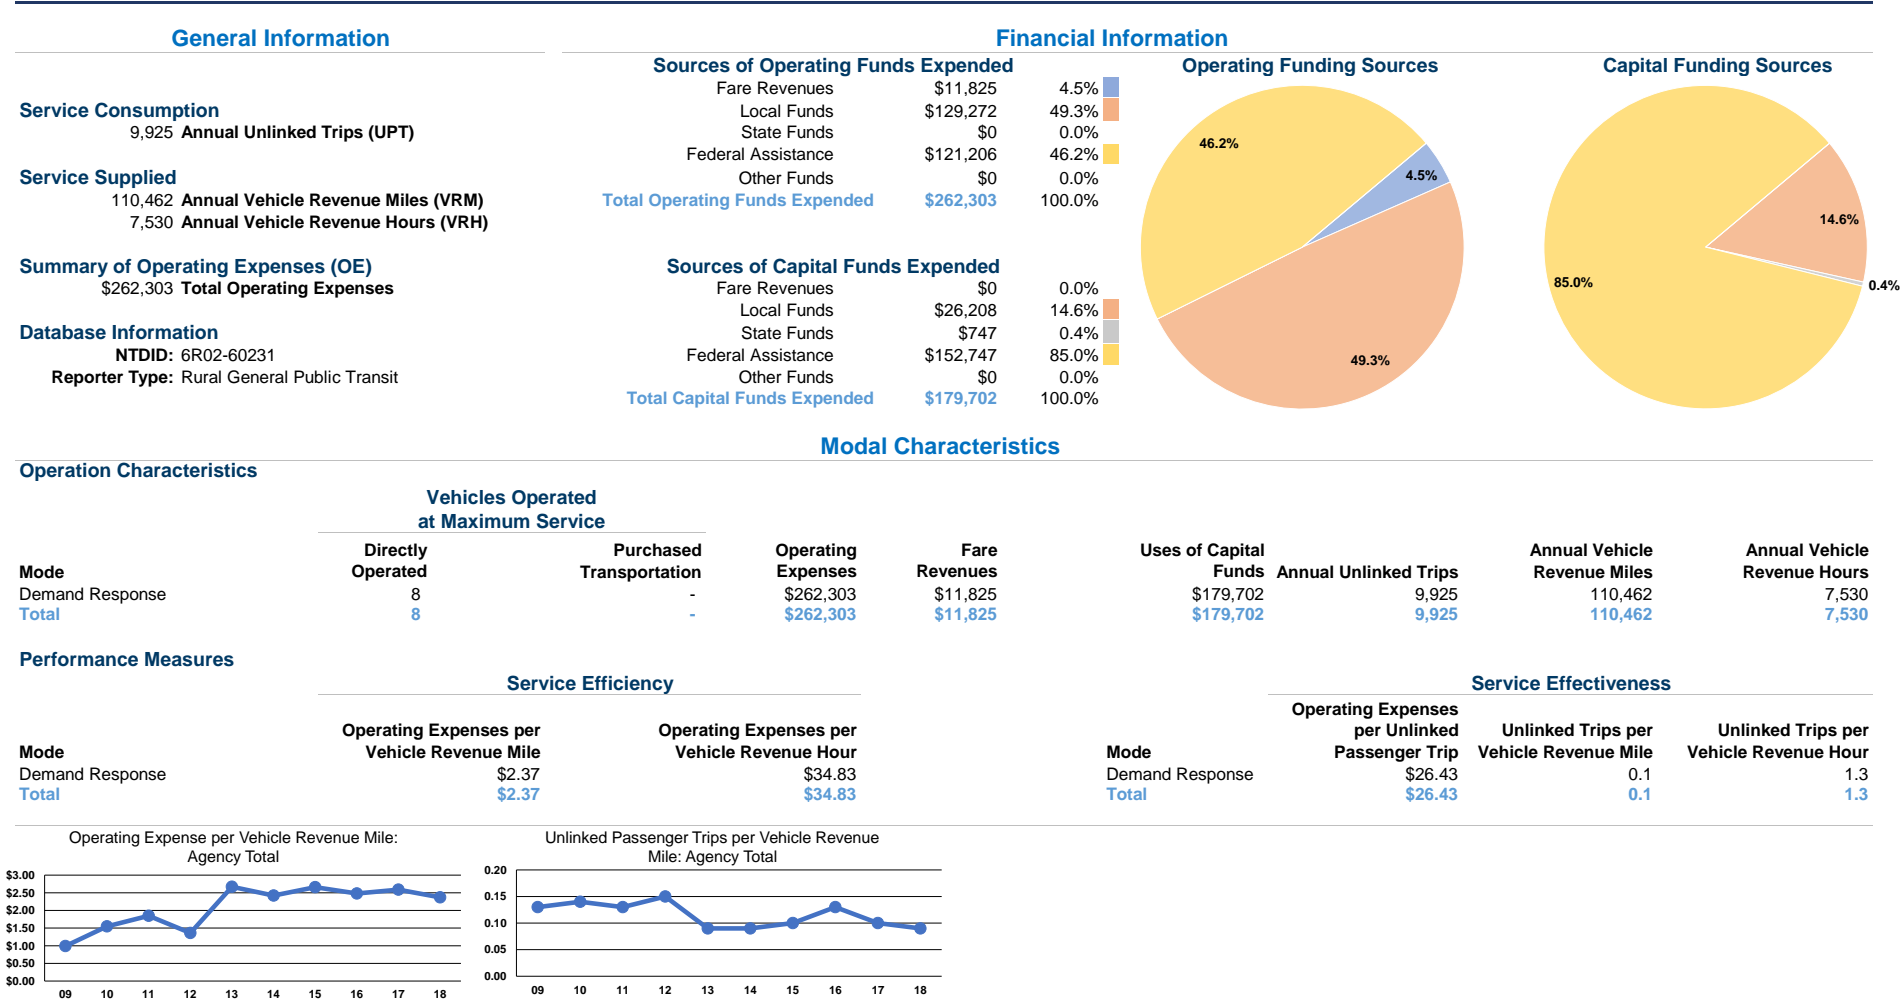 General Information
Financial Information
Sources of Operating Funds Expended
Operating Funding Sources
Capital Funding Sources
Fare Revenues $11,825 4.5%
Service Consumption
Local Funds $129,272 49.3%
9,925 Annual Unlinked Trips (UPT)
State Funds $0 0.0%
Federal Assistance $121,206 46.2%
Service Supplied
Other Funds $0 0.0%
110,462 Annual Vehicle Revenue Miles (VRM)
Total Operating Funds Expended $262,303 100.0%
7,530 Annual Vehicle Revenue Hours (VRH)
46.2%
4.5%
49.3%
14.6%
0.4%
85.0%
Summary of Operating Expenses (OE)
Sources of Capital Funds Expended
$262,303 Total Operating Expenses
Fare Revenues $0 0.0%
Local Funds $26,208 14.6%
Database Information
State Funds $747 0.4%
NTDID: 6R02-60231
Federal Assistance $152,747 85.0%
Reporter Type: Rural General Public Transit
Other Funds $0 0.0%
Total Capital Funds Expended $179,702 100.0%
Modal Characteristics
Operation Characteristics
Vehicles Operated
at Maximum Service
Directly Purchased Operating Fare Uses of Capital Annual Vehicle Annual Vehicle
Mode Operated Transportation Expenses Revenues Funds Annual Unlinked Trips Revenue Miles Revenue Hours
Demand Response 8 - $262,303 $11,825 $179,702 9,925 110,462 7,530
Total 8 - $262,303 $11,825 $179,702 9,925 110,462 7,530
Performance Measures
Service Efficiency
Service Effectiveness
Operating Expenses
Operating Expenses per Operating Expenses per per Unlinked Unlinked Trips per Unlinked Trips per
Mode Vehicle Revenue Mile Vehicle Revenue Hour Mode Passenger Trip Vehicle Revenue Mile Vehicle Revenue Hour
Demand Response $2.37 $34.83 Demand Response $26.43 0.1 1.3
Total $2.37 $34.83 Total $26.43 0.1 1.3
Operating Expense per Vehicle Revenue Mile:
Agency Total
$3.00
$2.50
$2.00
$1.50
$1.00
$0.50
$0.00
09 10 11 12 13 14 15 16 17 18
Unlinked Passenger Trips per Vehicle Revenue
Mile: Agency Total
0.20
0.15
0.10
0.05
0.00
09 10 11 12 13 14 15 16 17 18